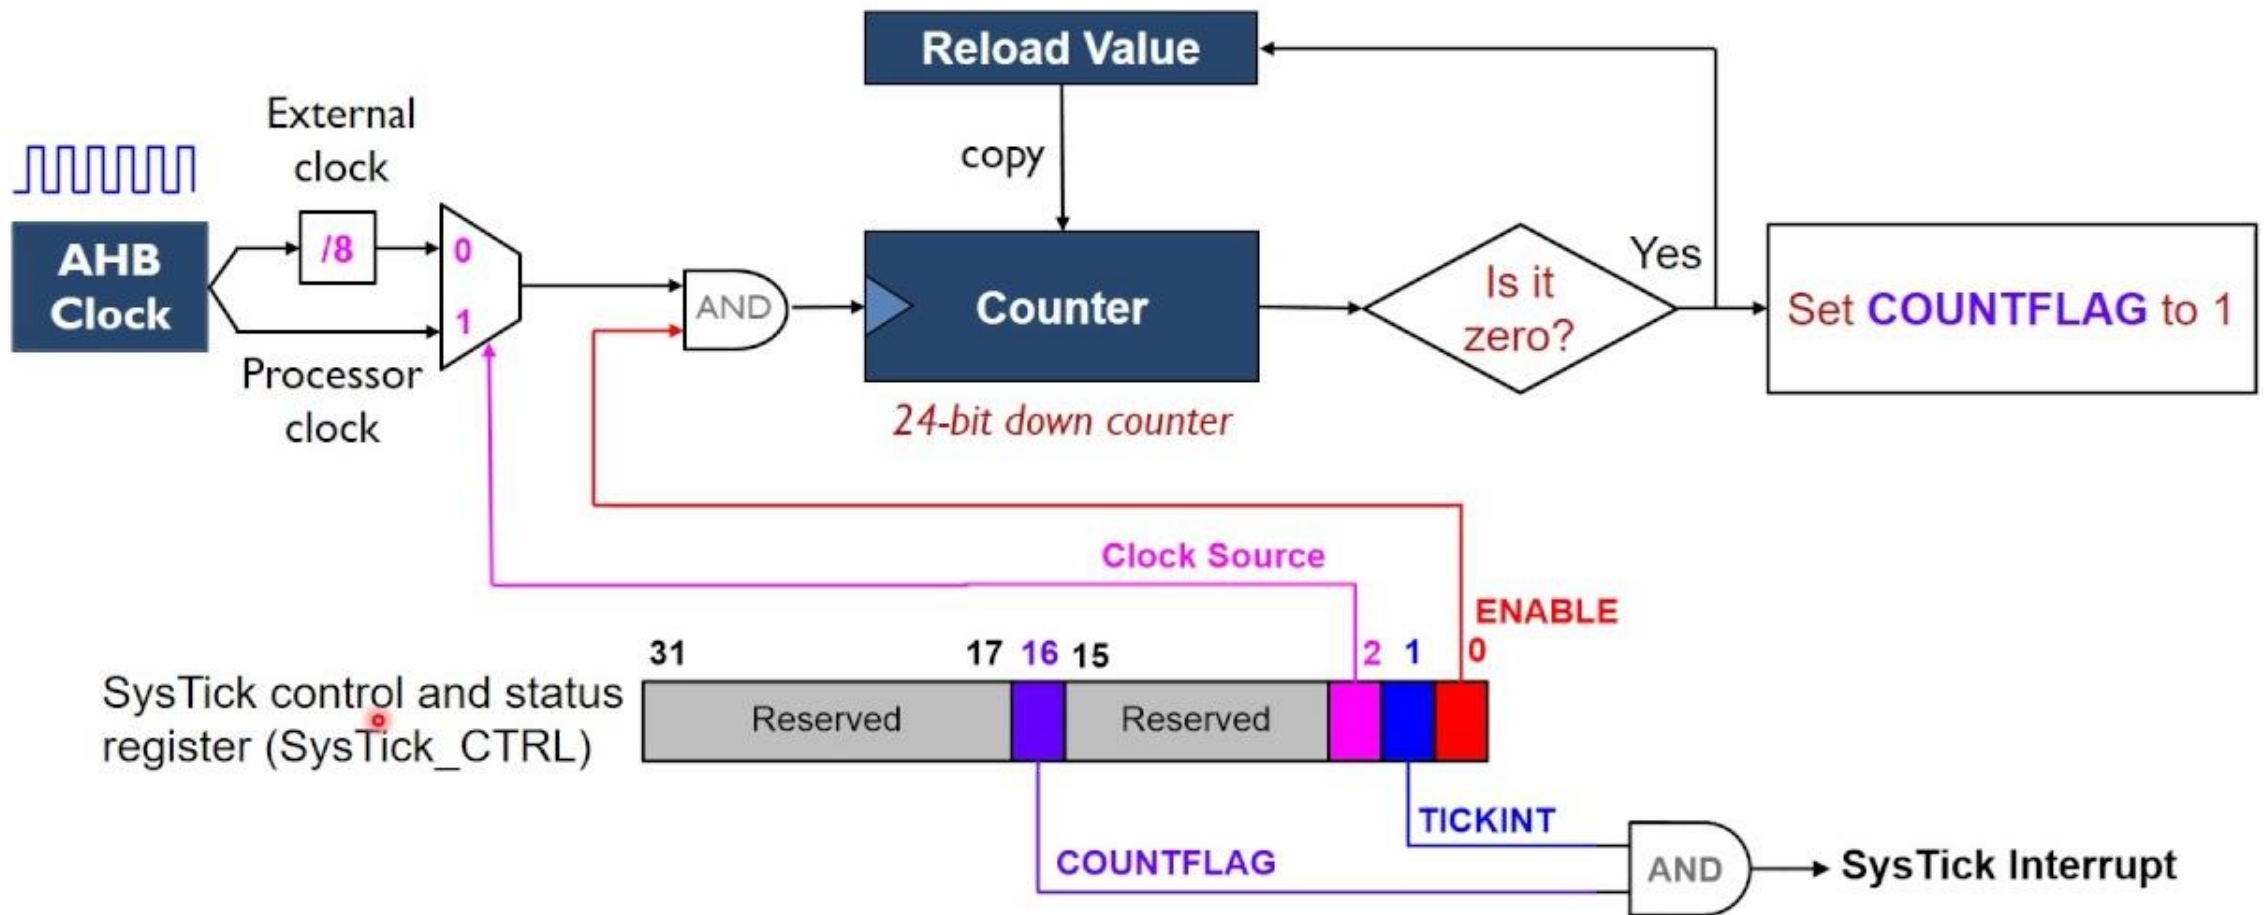 Reload Value
External
clock
copy
AHB
Clock
/8
0
1
Processor
clock
AND
Counter
24-bit down counter
Is it
zero?
Yes
Set COUNTFLAG to 1
Clock Source
ENABLE
31 17 16 15 2 1 0
SysTick control and status
register (SysTick_CTRL)
Reserved
Reserved
TICKINT
COUNTFLAG
AND
SysTick Interrupt